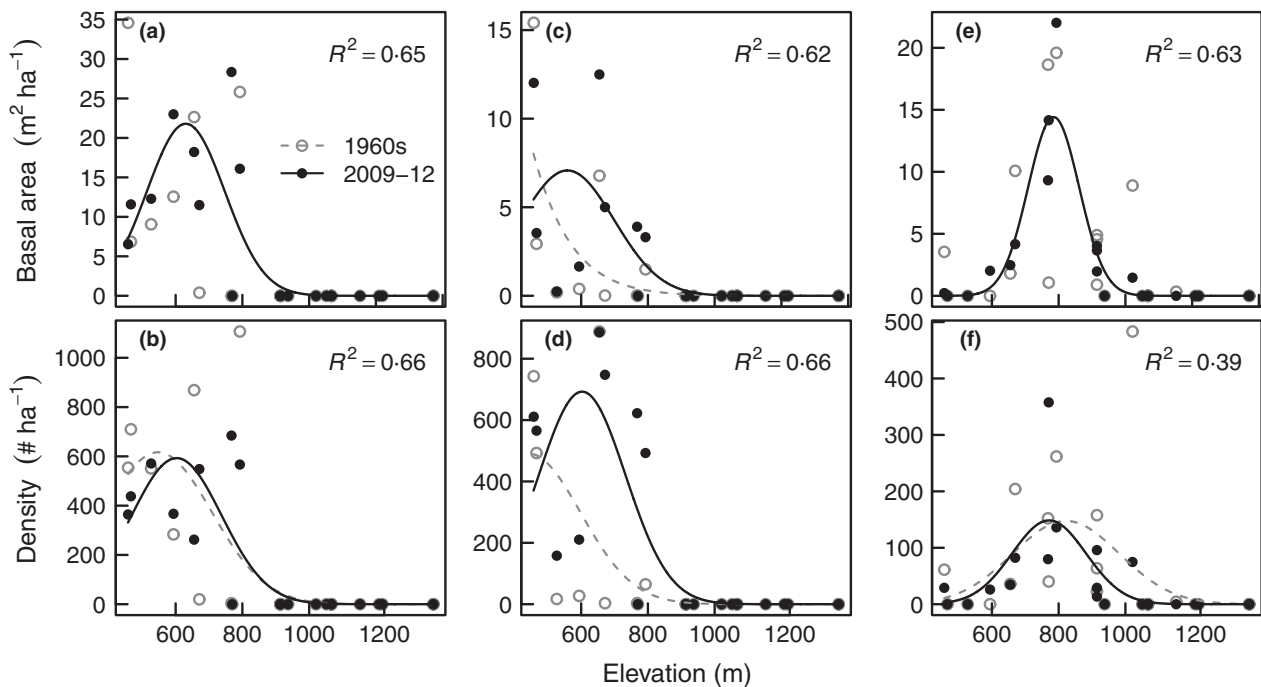 (a)
R² = 0·65
35
30
25
20
15
10
5
0
Basal area (m² ha⁻¹)
1960s
2009–12
(c)
R² = 0·62
15
10
5
0
(e)
R² = 0·63
20
15
10
5
0
(b)
R² = 0·66
1000
800
600
400
200
0
Density (# ha⁻¹)
600 800 1000 1200
(d)
R² = 0·66
800
600
400
200
0
600 800 1000 1200
(f)
R² = 0·39
500
400
300
200
100
0
600 800 1000 1200
Elevation (m)